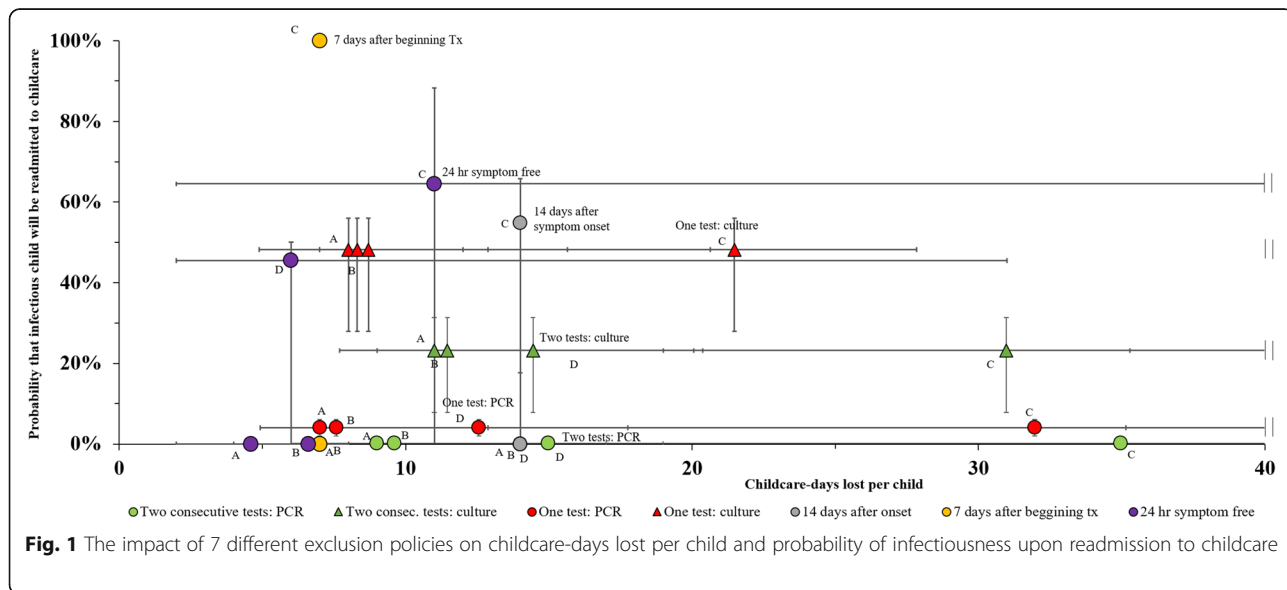 C
100%
7 days after beginning Tx
80%
C 24 hr symptom free
60%
14 days after
C
symptom onset
One test: culture
A
C
D
B
40%
A
Two tests: culture
B
D
C
20%
One test: PCR
A
B
D
C
A
B
Two tests: PCR
0%
A
B
A
B
A
B
D
D
C
0
10
20
30
40
Probability that infectious child will be readmitted to childcare
Childcare-days lost per child
Two consecutive tests: PCR
Two consec. tests: culture
One test: PCR
One test: culture
14 days after onset
7 days after beggining tx
24 hr symptom free
Fig. 1 The impact of 7 different exclusion policies on childcare-days lost per child and probability of infectiousness upon readmission to childcare